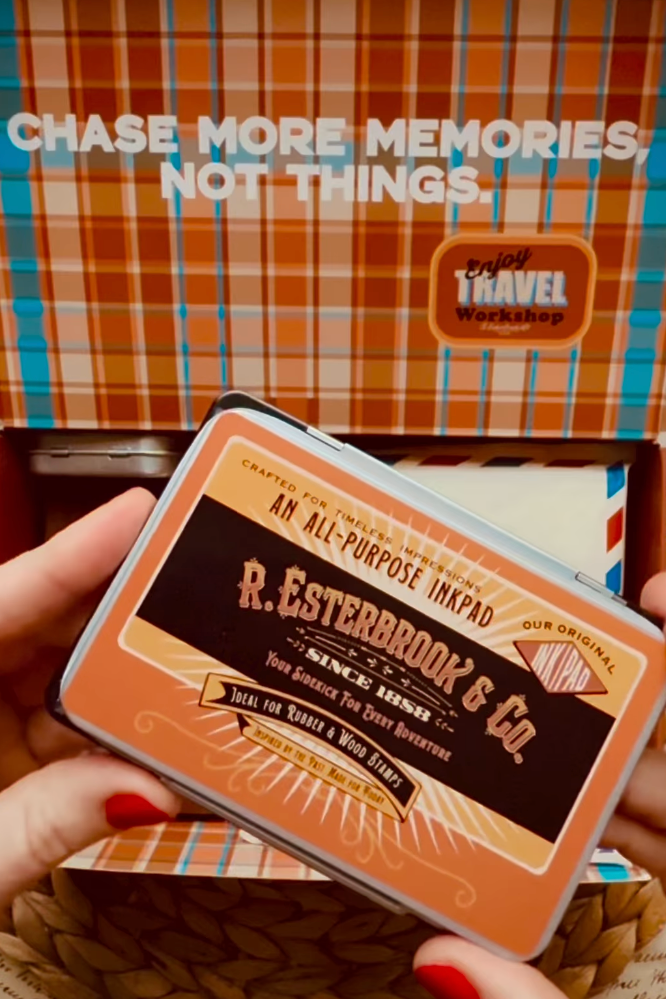 CHASE MORE MEMORIES,
NOT THINGS.
Enjoy
TRAVEL
Workshop
CRAFTED FOR TIMELESS IMPRESSIONS
AN ALL-PURPOSE INKPAD
R. ESTERBROOK & CO.
SINCE 1858
YOUR SIDEKICK FOR EVERY ADVENTURE
OUR ORIGINAL
INKPAD
IDEAL FOR RUBBER & WOOD STAMPS
INSPIRED BY THE PAST, MADE FOR TODAY